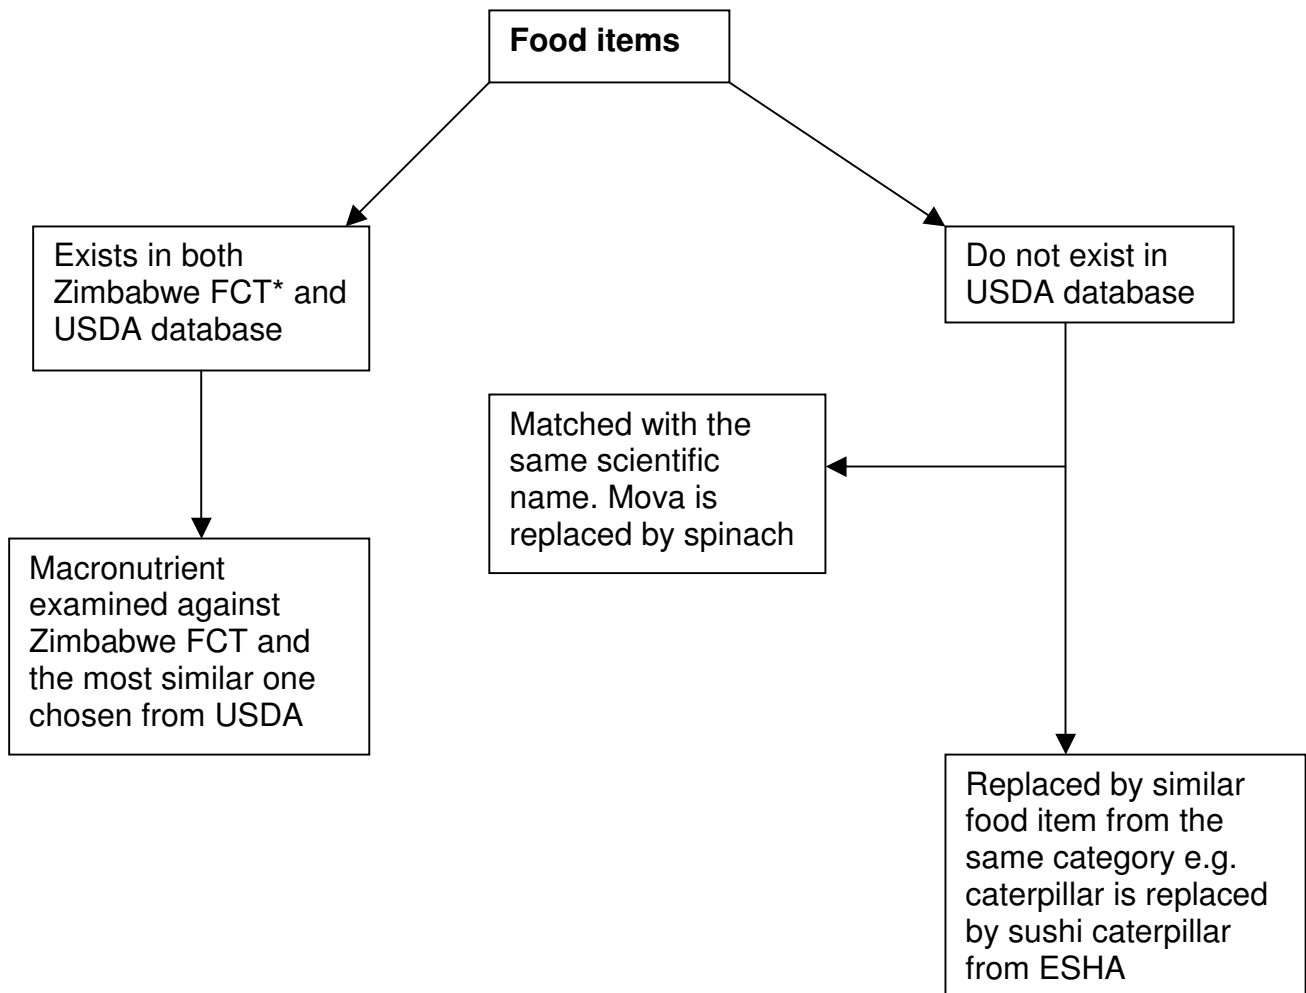 Food items
Exists in both
Zimbabwe FCT* and
USDA database
Do not exist in
USDA database
Matched with the
same scientific
name. Mova is
replaced by spinach
Macronutrient
examined against
Zimbabwe FCT and
the most similar one
chosen from USDA
Replaced by similar
food item from the
same category e.g.
caterpillar is replaced
by sushi caterpillar
from ESHA